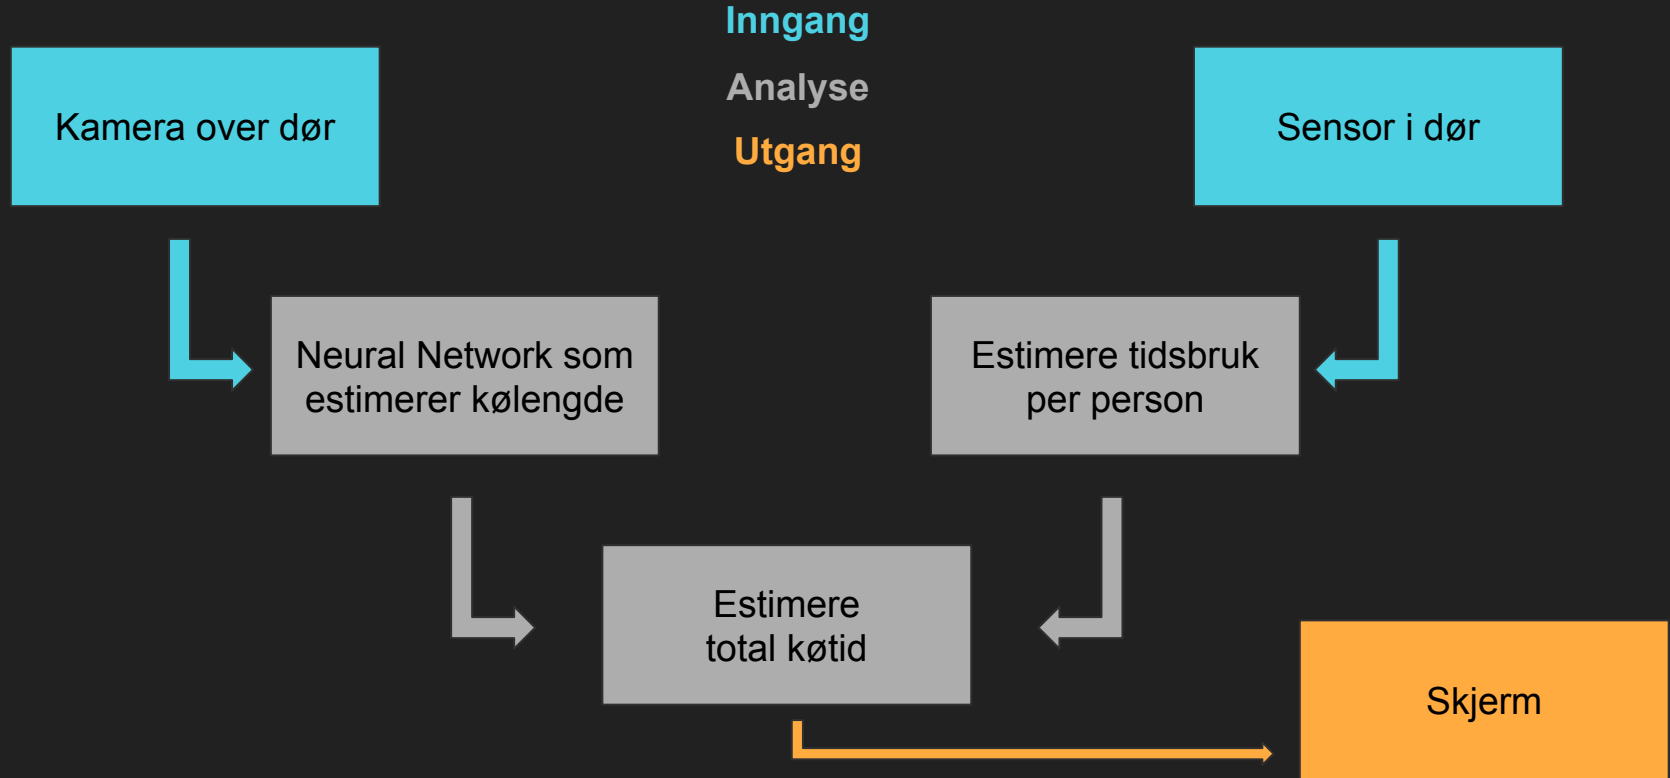 Inngang
Analyse
Utgang
Kamera over dør
Sensor i dør
Neural Network som
estimerer kølengde
Estimere tidsbruk
per person
Estimere
total køtid
Skjerm